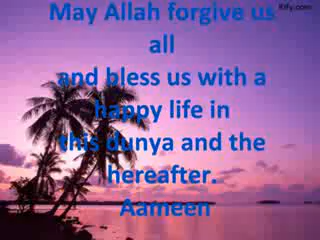 May Allah forgive us
all
and bless us with a
happy life in
this dunya and the
hereafter.
Aameen